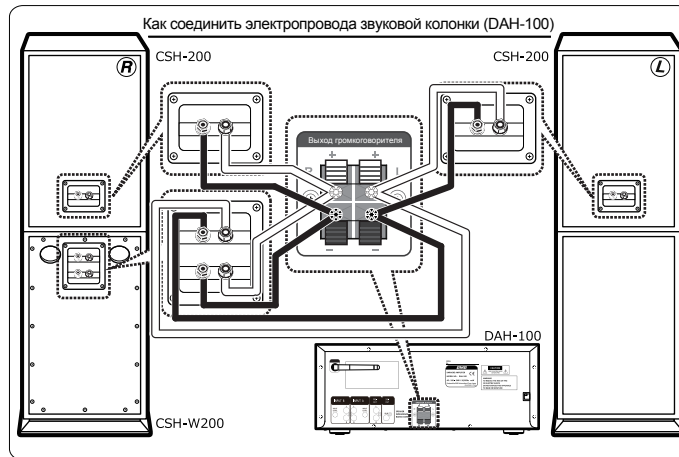 Как соединить электропровода звуковой колонки (DAH-100)
CSH-200
CSH-200
R
L
Выход громкоговорителя
+ +
R L
- -
DAH-100
CSH-W200